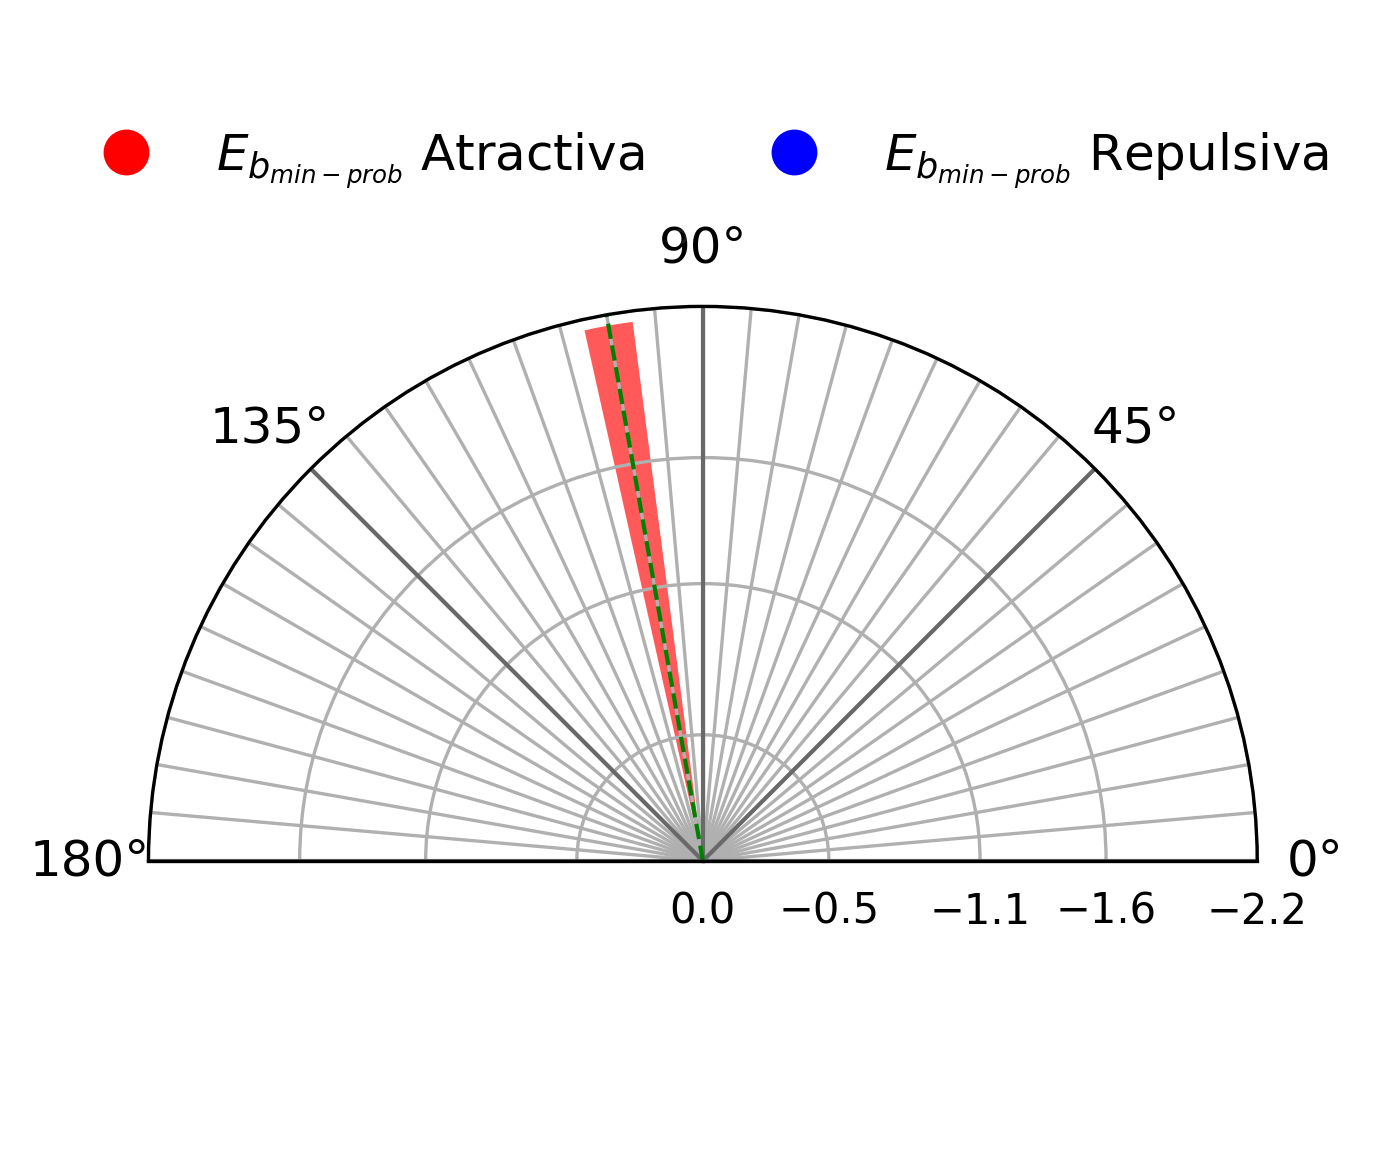 E_{b_{min-prob}} Atractiva E_{b_{min-prob}} Repulsiva
90°
135° 45°
180° 0°
0.0 −0.5 −1.1 −1.6 −2.2